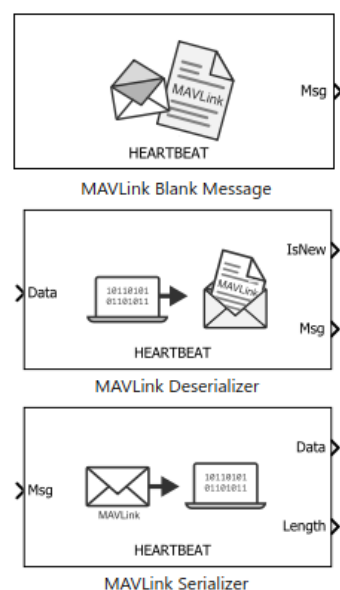 MAVLink
Msg
HEARTBEAT
MAVLink Blank Message
IsNew
Data
10110101
01101011
MAVLink
Msg
HEARTBEAT
MAVLink Deserializer
Data
Msg
10110101
01101011
MAVLink
Length
HEARTBEAT
MAVLink Serializer